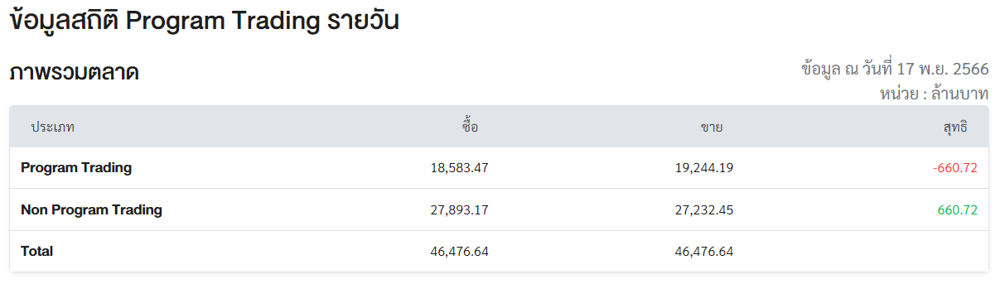 ข้อมูลสถิติ Program Trading รายวัน
ภาพรวมตลาด
ข้อมูล ณ วันที่ 17 พ.ย. 2566
หน่วย : ล้านบาท
ประเภท ซื้อ ขาย สุทธิ
Program Trading 18,583.47 19,244.19 -660.72
Non Program Trading 27,893.17 27,232.45 660.72
Total 46,476.64 46,476.64